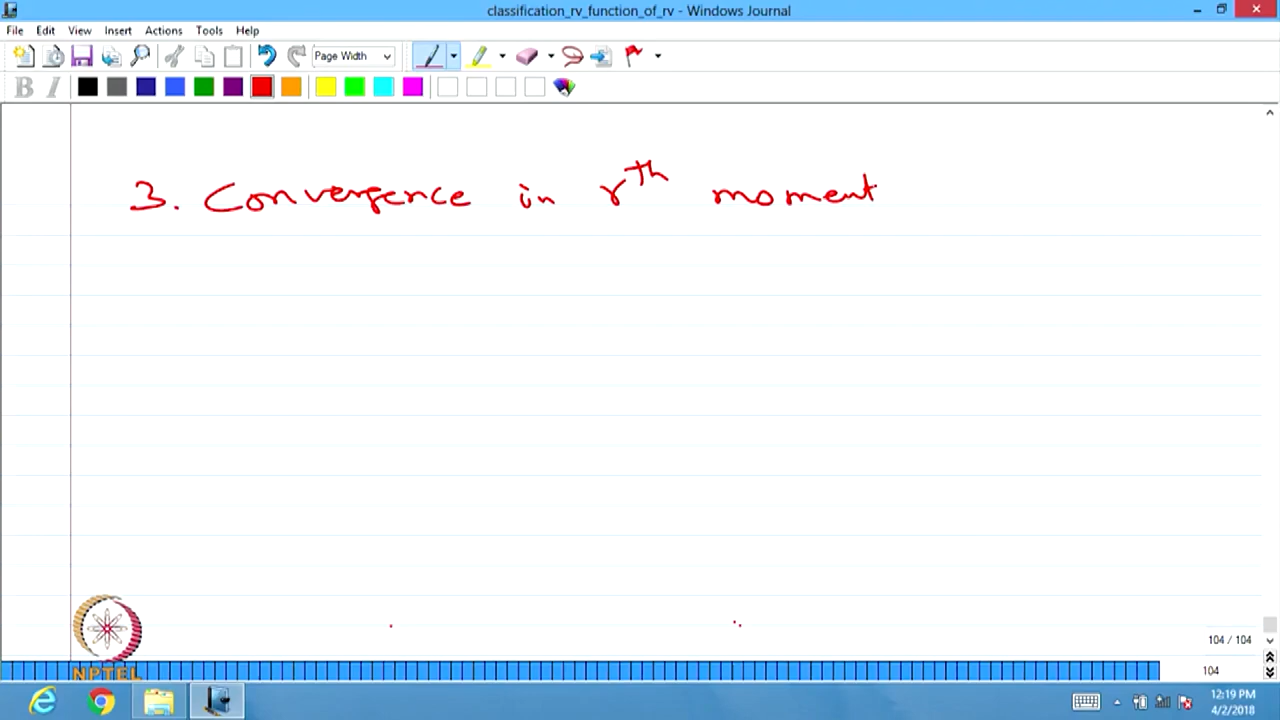 classification_rv_function_of_rv - Windows Journal
File Edit View Insert Actions Tools Help
Page Width
B I
3. Convergence in rth moment
104 / 104
NPTEL
104
12:19 PM
4/2/2018